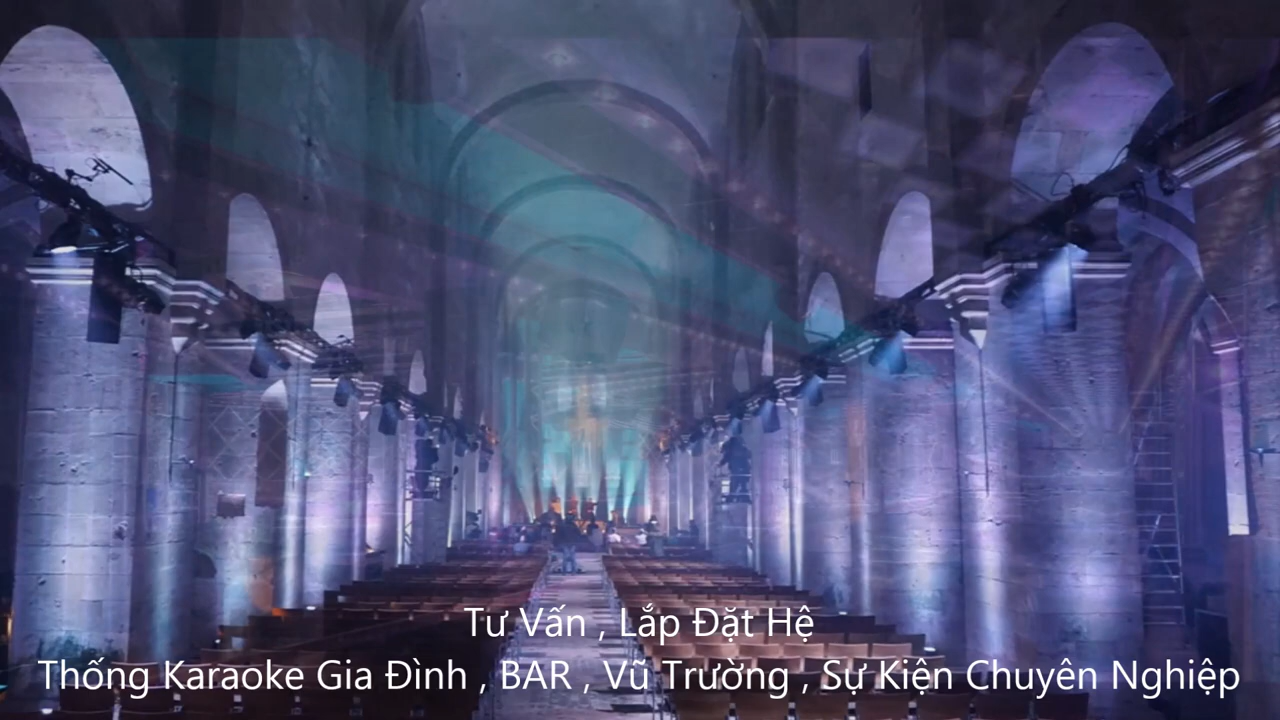 Tư Vấn , Lắp Đặt Hệ
Thống Karaoke Gia Đình , BAR , Vũ Trường , Sự Kiện Chuyên Nghiệp